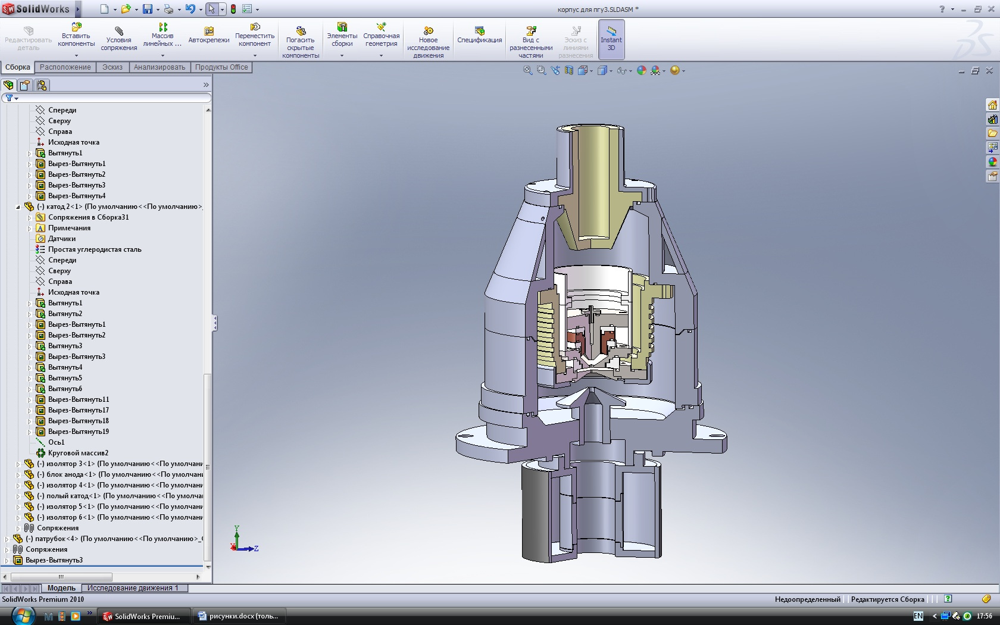 SolidWorks
корпус для пгу3.SLDASM *
Редактировать деталь
Вставить компоненты
Условия сопряжения
Массив линейных ...
Автокрепежи
Переместить компонент
Погасить скрытые компоненты
Элементы сборки
Справочная геометрия
Новое исследование движения
Спецификация
Вид с разнесенными частями
Эскиз с линиями разнесения
Instant 3D
Сборка
Расположение
Эскиз
Анализировать
Продукты Office
Спереди
Сверху
Справа
Исходная точка
Вытянуть1
Вырез-Вытянуть1
Вырез-Вытянуть2
Вырез-Вытянуть3
Вырез-Вытянуть4
(-) катод 2<1> (По умолчанию<<По умолчанию>_
Сопряжения в Сборка31
Примечания
Датчики
Простая углеродистая сталь
Спереди
Сверху
Справа
Исходная точка
Вытянуть1
Вытянуть2
Вырез-Вытянуть1
Вырез-Вытянуть2
Вытянуть3
Вырез-Вытянуть3
Вытянуть4
Вытянуть5
Вытянуть6
Вырез-Вытянуть11
Вырез-Вытянуть17
Вырез-Вытянуть18
Вырез-Вытянуть19
Ось1
Круговой массив2
(-) изолятор 3<1> (По умолчанию<<По умолчани
(-) блок анода<1> (По умолчанию<<По умолчани
(-) изолятор 4<1> (По умолчанию<<По умолчани
(-) полый катод<1> (По умолчанию<<По умолча
(-) изолятор 5<1> (По умолчанию<<По умолчани
(-) изолятор 6<1> (По умолчанию<<По умолчани
Сопряжения
(-) патрубок<4> (По умолчанию<<По умолчанию>_
Сопряжения
Вырез-Вытянуть3
Y
X
Z
Модель
Исследование движения 1
SolidWorks Premium 2010
Недоопределенный
Редактируется Сборка
SolidWorks Premiu...
рисунки.docx (толь...
EN
17:56